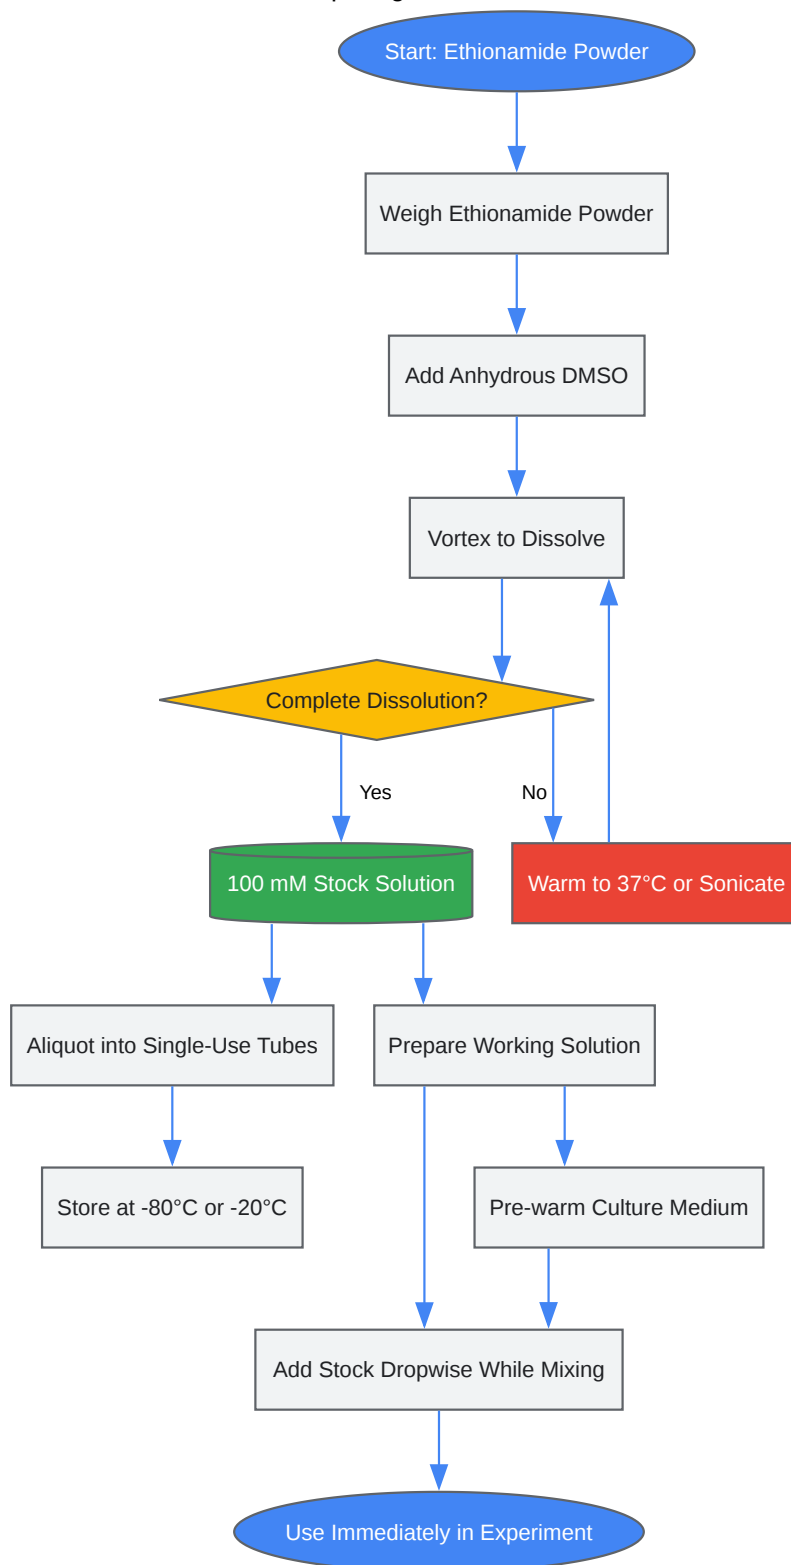 Start: Ethionamide Powder
Weigh Ethionamide Powder
Add Anhydrous DMSO
Vortex to Dissolve
Complete Dissolution?
Yes
No
100 mM Stock Solution
Warm to 37°C or Sonicate
Aliquot into Single-Use Tubes
Prepare Working Solution
Store at -80°C or -20°C
Pre-warm Culture Medium
Add Stock Dropwise While Mixing
Use Immediately in Experiment